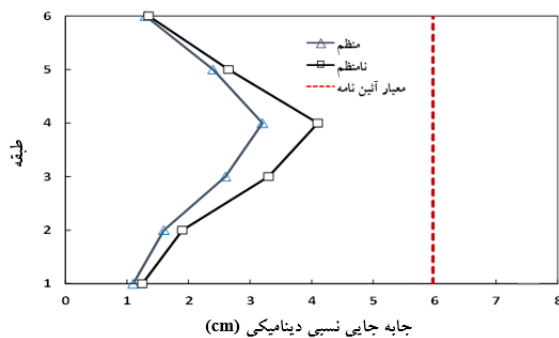 6
5
4
3
2
1
طبقه
منظم
نامنظم
معیار آئین نامه
0 1 2 3 4 5 6 7 8
جابه جایی نسبی دینامیکی (cm)